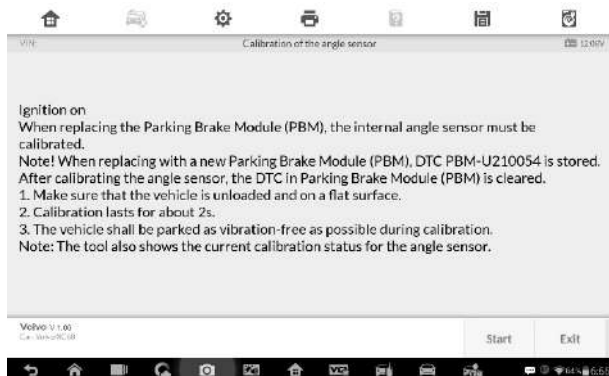 VIN:
Calibration of the angle sensor
Ignition on
When replacing the Parking Brake Module (PBM), the internal angle sensor must be
calibrated.
Note! When replacing with a new Parking Brake Module (PBM), DTC PBM-U210054 is stored.
After calibrating the angle sensor, the DTC in Parking Brake Module (PBM) is cleared.
1. Make sure that the vehicle is unloaded and on a flat surface.
2. Calibration lasts for about 2s.
3. The vehicle shall be parked as vibration-free as possible during calibration.
Note: The tool also shows the current calibration status for the angle sensor.
Volvo
Start
Exit
VCI